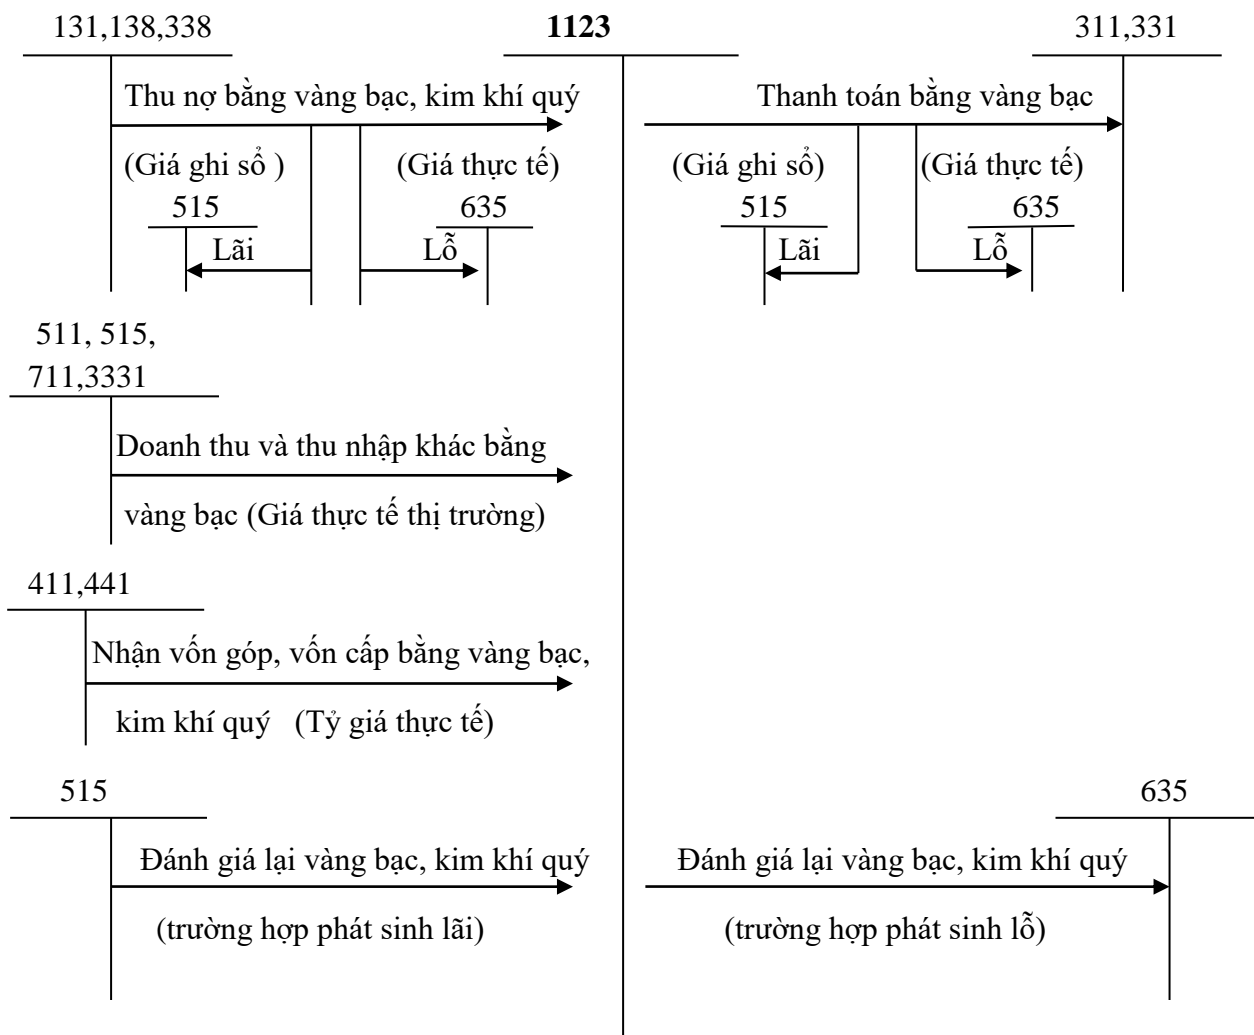 131,138,338
1123
311,331
Thu nợ bằng vàng bạc, kim khí quý
Thanh toán bằng vàng bạc
(Giá ghi sổ )
(Giá thực tế)
(Giá ghi sổ)
(Giá thực tế)
515
635
515
635
Lãi
Lỗ
Lãi
Lỗ
511, 515,
711,3331
Doanh thu và thu nhập khác bằng
vàng bạc (Giá thực tế thị trường)
411,441
Nhận vốn góp, vốn cấp bằng vàng bạc,
kim khí quý (Tỷ giá thực tế)
515
635
Đánh giá lại vàng bạc, kim khí quý
Đánh giá lại vàng bạc, kim khí quý
(trường hợp phát sinh lãi)
(trường hợp phát sinh lỗ)